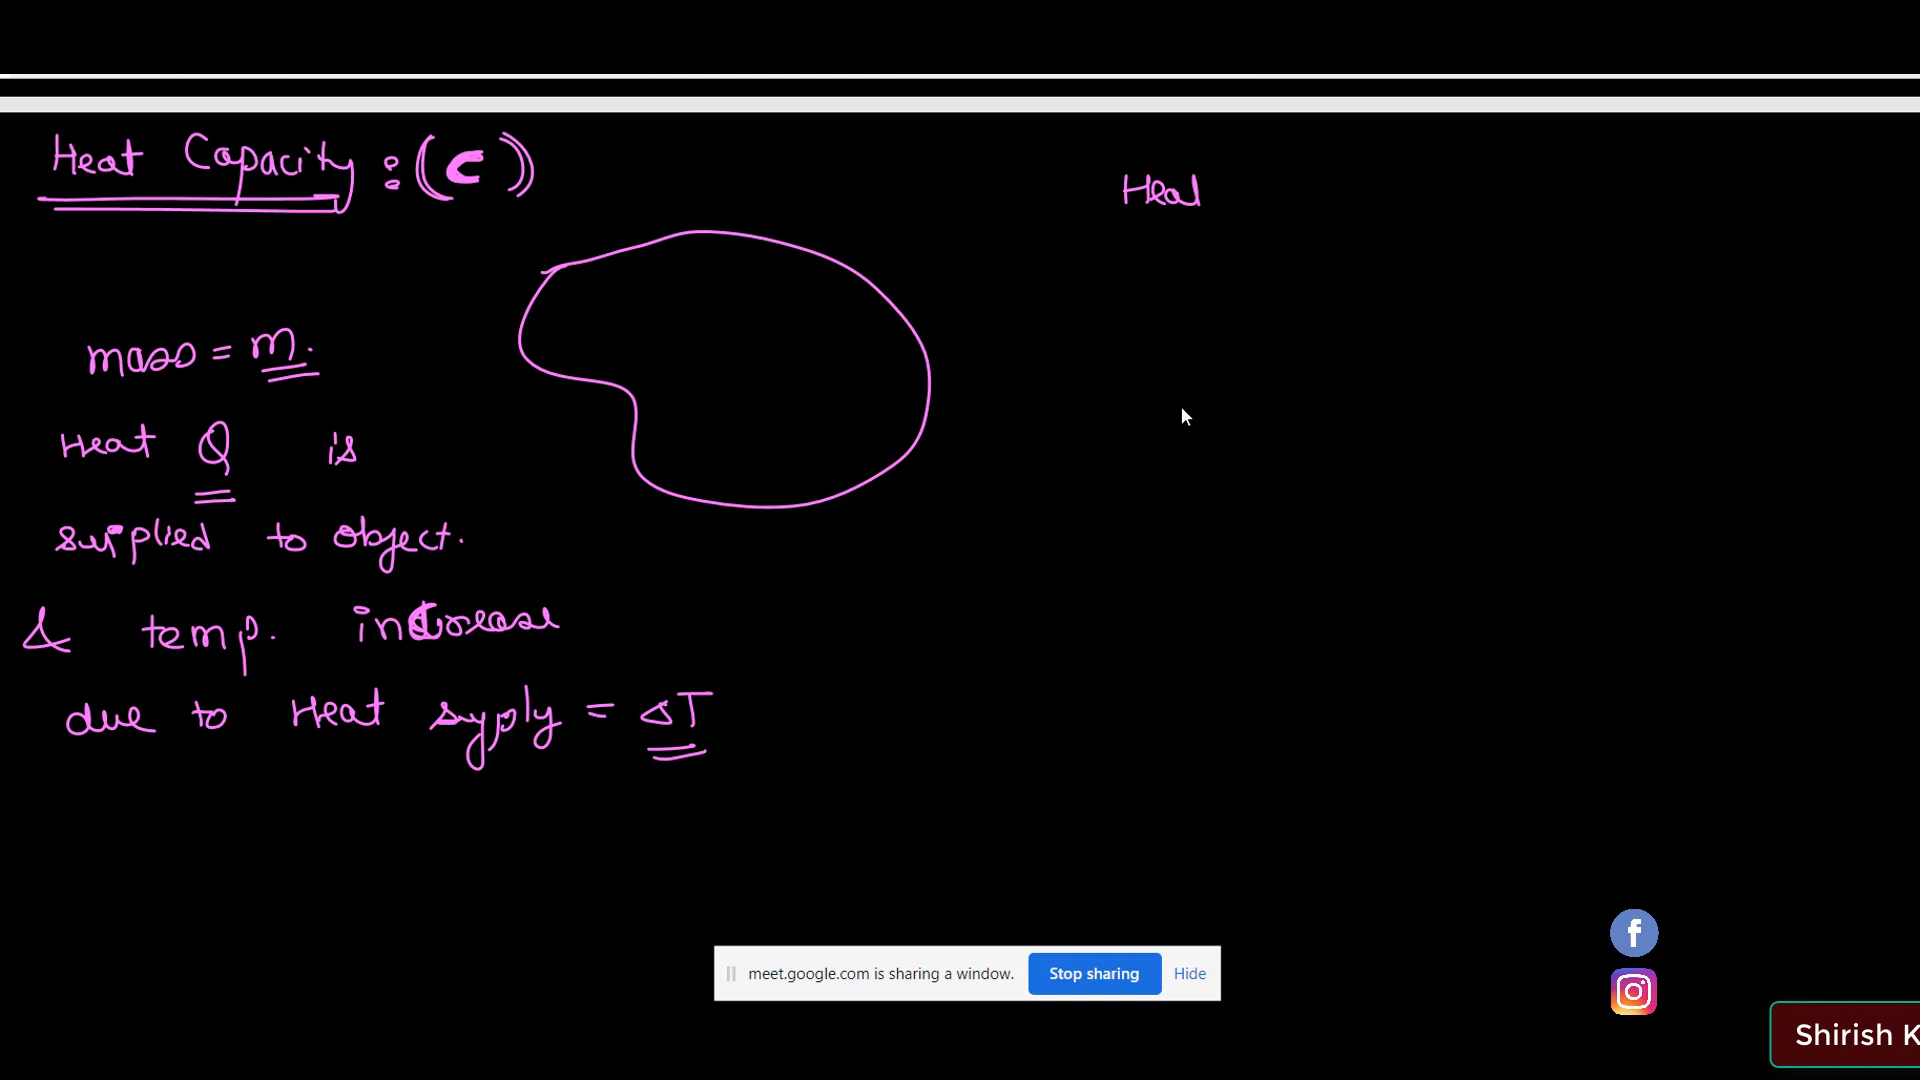 Heat Capacity : (C)
Heat
mass = m.
Heat Q is
supplied to object.
& temp. increase
due to Heat supply = ΔT
meet.google.com is sharing a window. Stop sharing Hide
f
Shirish K